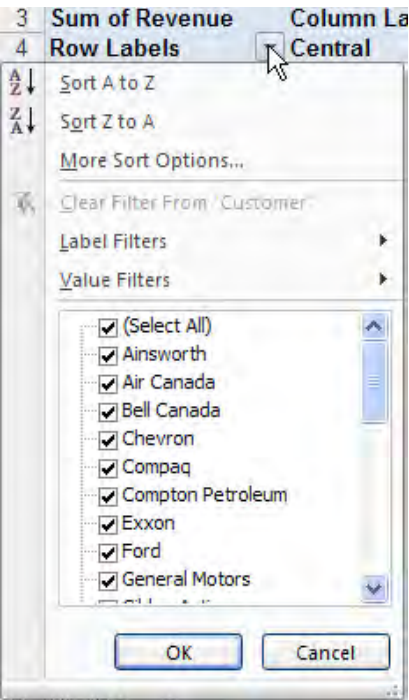 3 Sum of Revenue Column La
4 Row Labels Central
Sort A to Z
Sort Z to A
More Sort Options...
Clear Filter From "Customer"
Label Filters
Value Filters
(Select All)
Ainsworth
Air Canada
Bell Canada
Chevron
Compaq
Compton Petroleum
Exxon
Ford
General Motors
OK Cancel